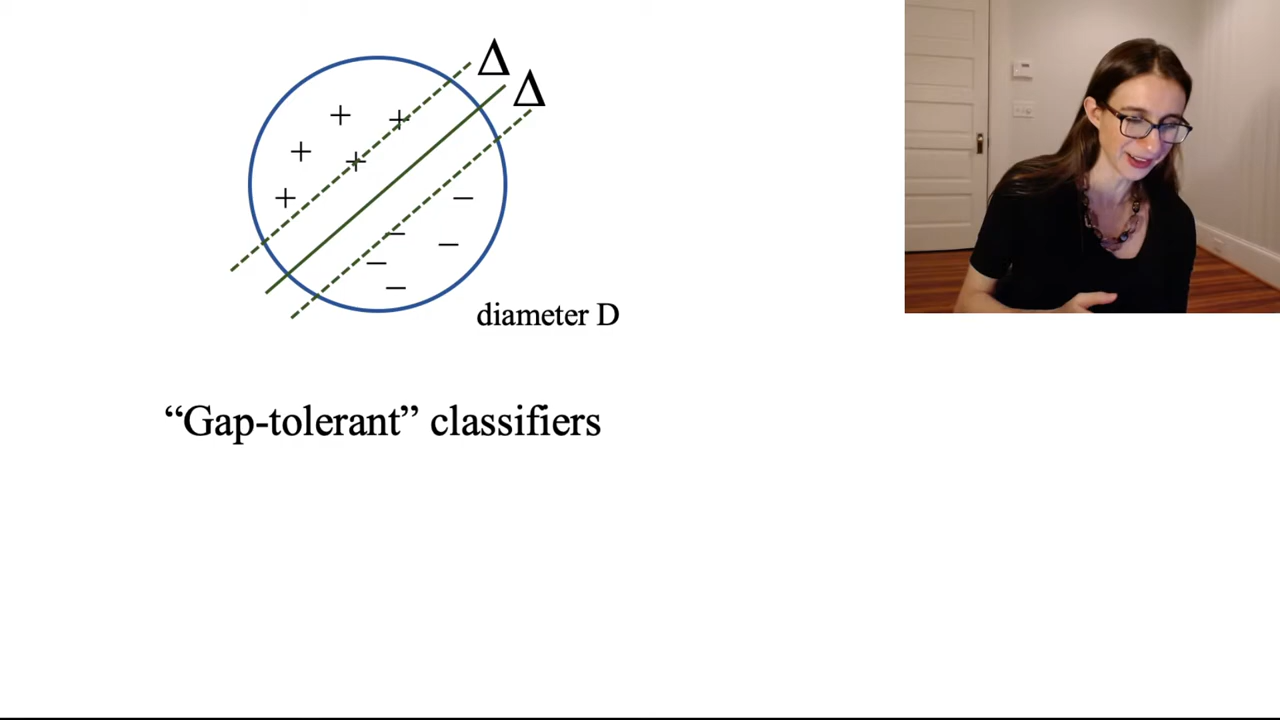 Δ
Δ
diameter D
“Gap-tolerant” classifiers